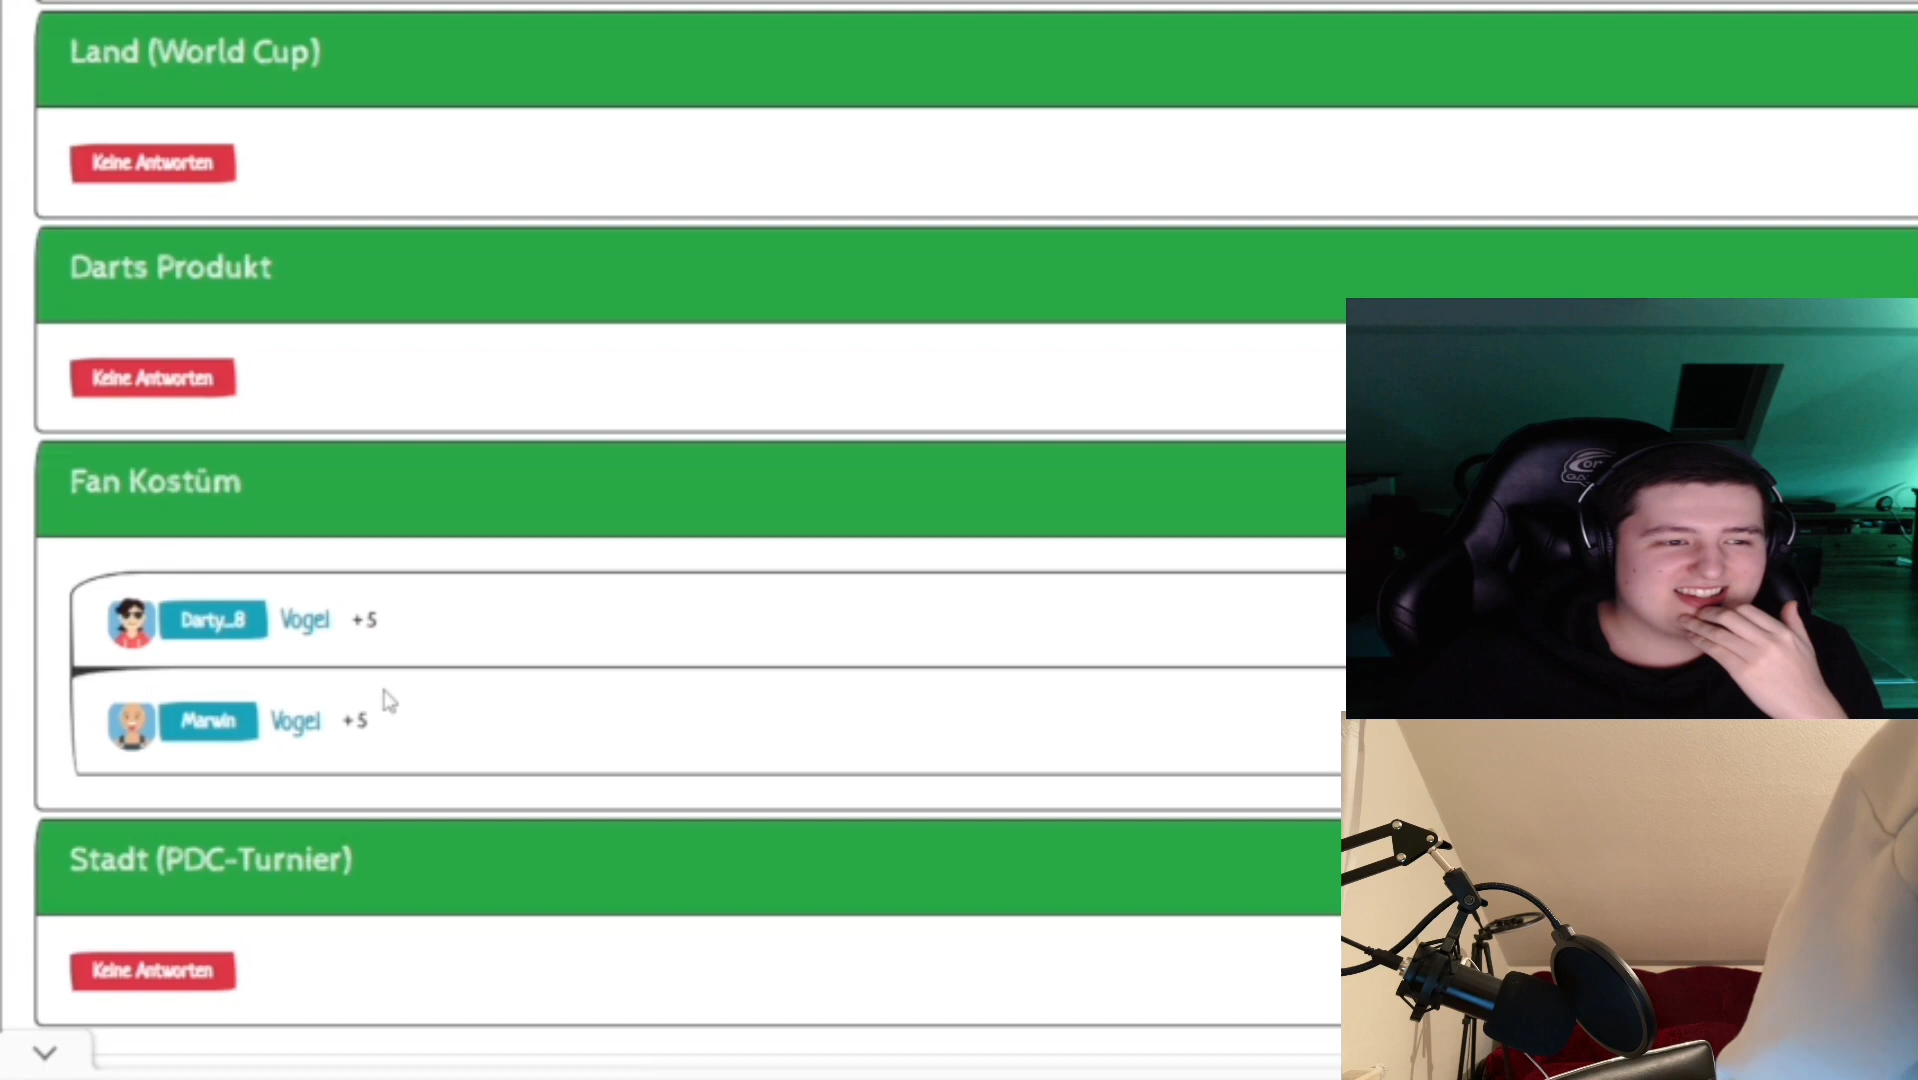 Land (World Cup)
Keine Antworten
Darts Produkt
Keine Antworten
Fan Kostüm
Darty_8 Vogel +5
Marwin Vogel +5
Stadt (PDC-Turnier)
Keine Antworten